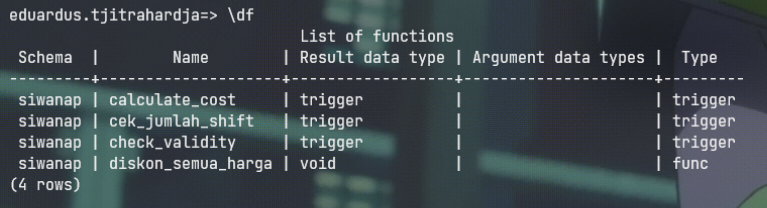 eduardus.tjitrahardja=> \df
List of functions
Schema | Name | Result data type | Argument data types | Type
---------+-------------------+------------------+---------------------+---------
siwanap | calculate_cost | trigger | | trigger
siwanap | cek_jumlah_shift | trigger | | trigger
siwanap | check_validity | trigger | | trigger
siwanap | diskon_semua_harga | void | | func
(4 rows)